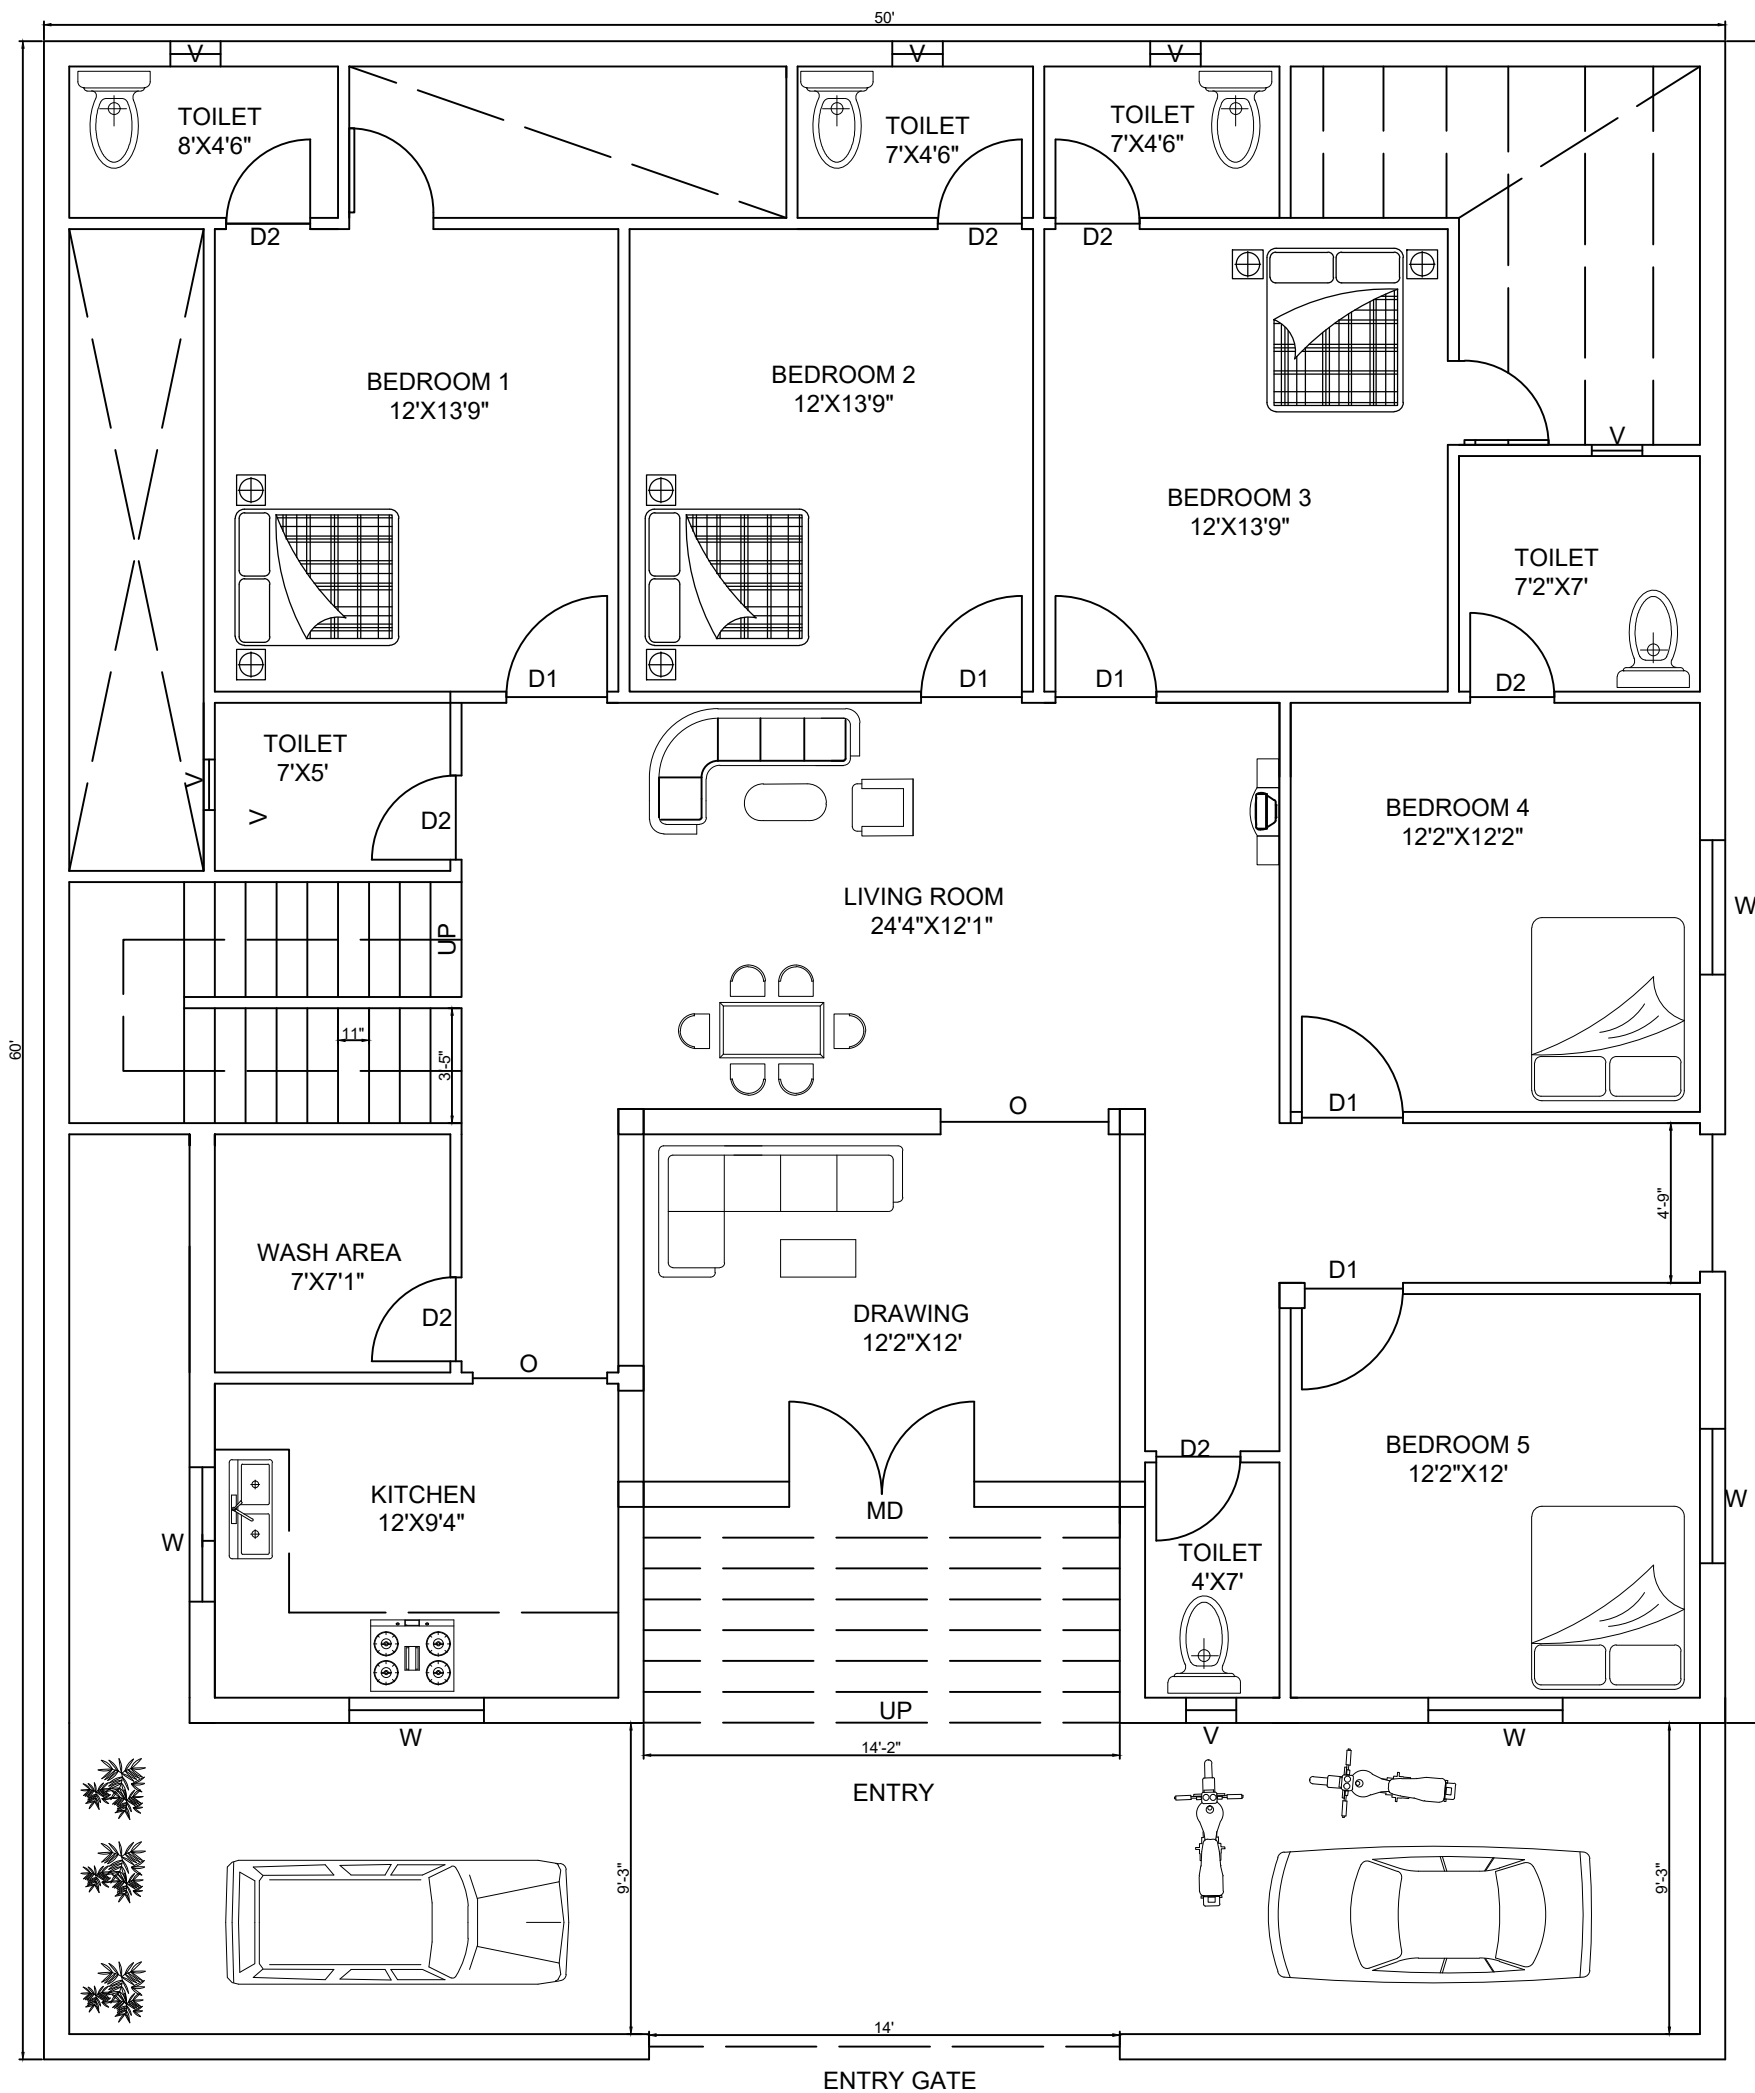 50'
V
V
V
TOILET
8'X4'6"
TOILET
7'X4'6"
TOILET
7'X4'6"
D2
D2
D2
BEDROOM 1
12'X13'9"
BEDROOM 2
12'X13'9"
BEDROOM 3
12'X13'9"
V
TOILET
7'2"X7'
D1
D1
D1
D2
TOILET
7'X5'
V
V
D2
BEDROOM 4
12'2"X12'2"
W
LIVING ROOM
24'4"X12'1"
UP
11"
3'-5"
60'
O
D1
4'-9"
WASH AREA
7'X7'1"
D2
DRAWING
12'2"X12'
D1
O
D2
BEDROOM 5
12'2"X12'
W
KITCHEN
12'X9'4"
W
MD
TOILET
4'X7'
UP
W
V
W
14'-2"
ENTRY
9'-3"
9'-3"
14'
ENTRY GATE